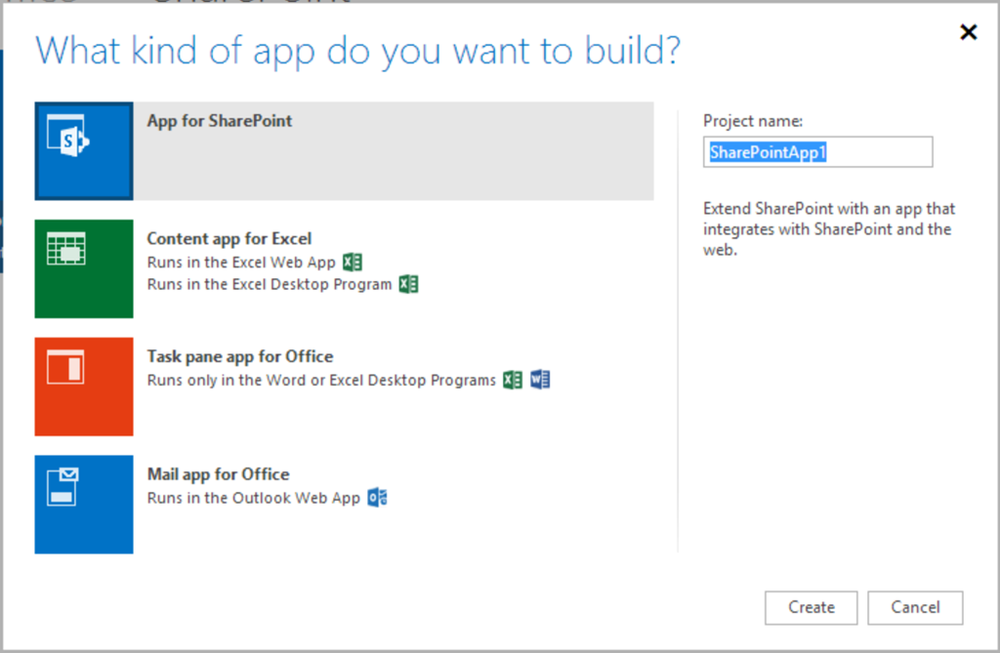 What kind of app do you want to build?
App for SharePoint
Content app for Excel
Runs in the Excel Web App
Runs in the Excel Desktop Program
Task pane app for Office
Runs only in the Word or Excel Desktop Programs
Mail app for Office
Runs in the Outlook Web App
Project name:
SharePointApp1
Extend SharePoint with an app that
integrates with SharePoint and the
web.
Create
Cancel